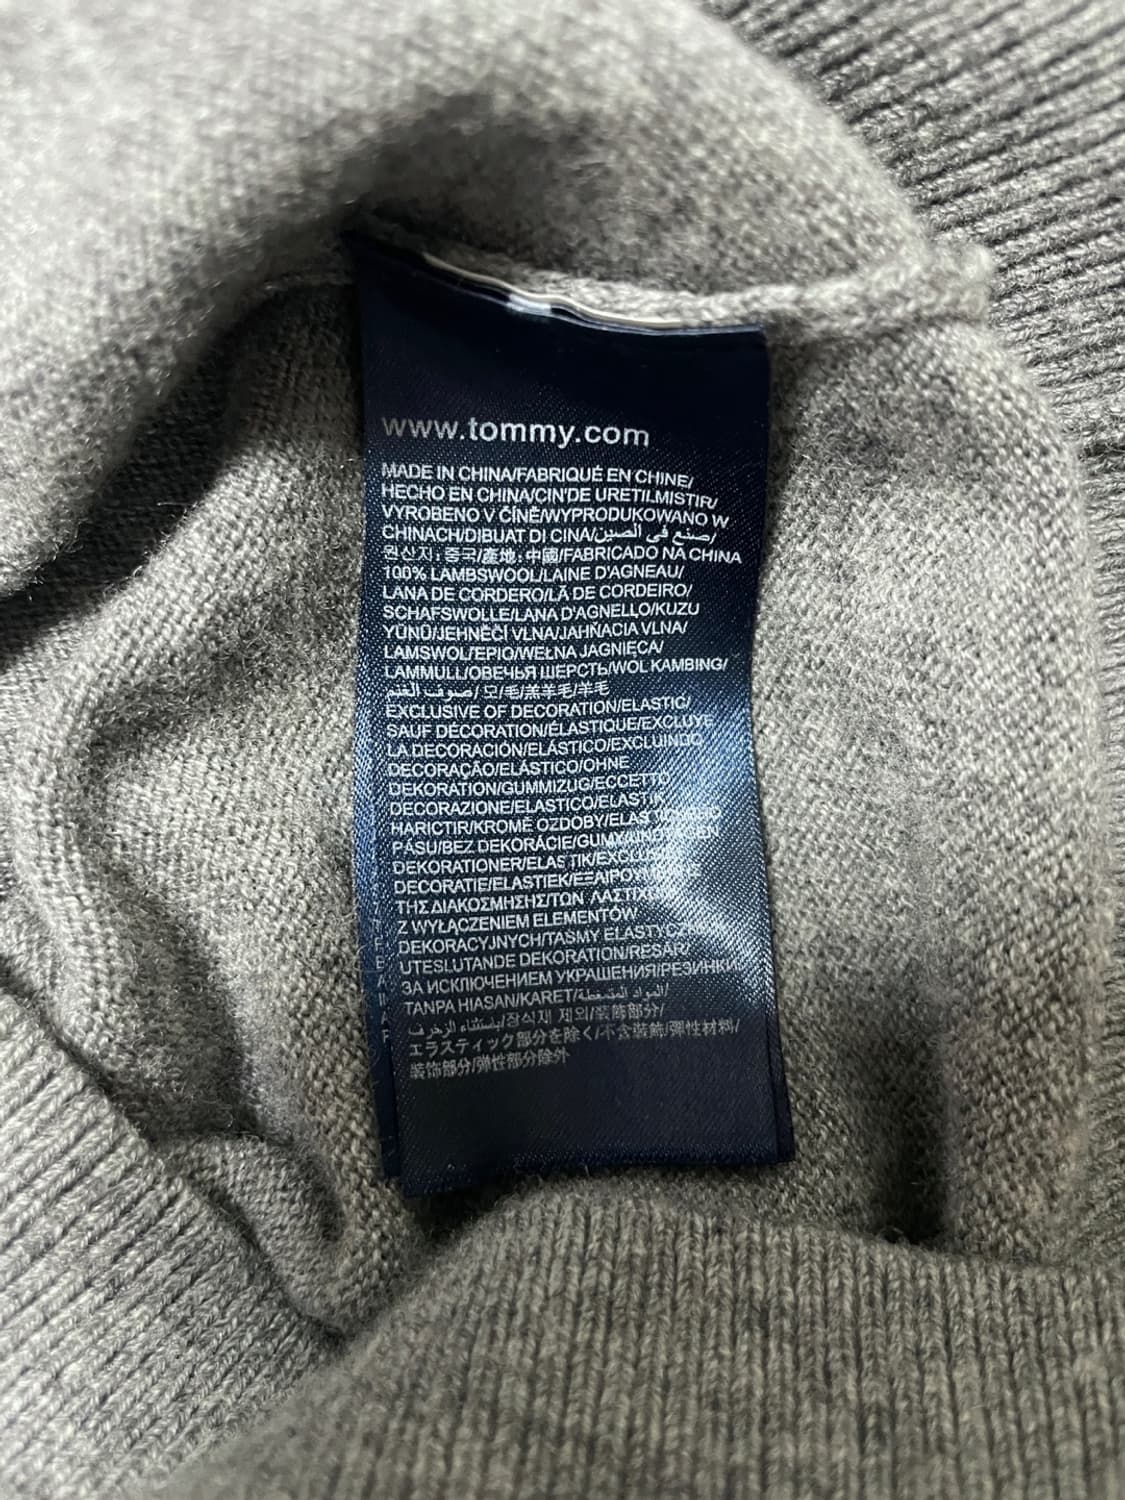 www.tommy.com
MADE IN CHINA/FABRIQUÉ EN CHINE/
HECHO EN CHINA/ÇIN'DE URETILMISTIR/
VYROBENO V ČÍNĚ/WYPRODUKOWANO W
CHINACH/DIBUAT DI CINA/صنع في الصين/
원산지: 중국/產地: 中國/FABRICADO NA CHINA
100% LAMBSWOOL/LAINE D'AGNEAU/
LANA DE CORDERO/LÃ DE CORDEIRO/
SCHAFSWOLLE/LANA D'AGNELLO/KUZU
YÜNÜ/JEHNĚČÍ VLNA/JAHŇACIA VLNA/
LAMSWOL/ΕΡΙΟ/WEŁNA JAGNIĘCA/
LAMMULL/ОВЕЧЬЯ ШЕРСТЬ/WOL KAMBING/
صوف الغنم/모/毛/羔羊毛/羊毛
EXCLUSIVE OF DECORATION/ELASTIC/
SAUF DÉCORATION/ÉLASTIQUE/EXCLUYE
LA DECORACIÓN/ELÁSTICO/EXCLUINDO
DECORAÇÃO/ELÁSTICO/OHNE
DEKORATION/GUMMIZUG/ECCETTO
DECORAZIONE/ELASTICO/ELASTIK
HARICTIR/KROMĚ OZDOBY/
PÁSU/BEZ DEKORÁCIE/
DEKORATIONER/ELASTIK/
DECORATIE/ELASTIEK/
ΤΗΣ ΔΙΑΚΟΣΜΗΣΗΣ/ΤΩΝ
Z WYŁĄCZENIEM ELEMENTÓW
DEKORACYJNYCH/TASMY
UTESLUTANDE DEKORATION/RESÅR/
ЗА ИСКЛЮЧЕНИЕМ УКРАШЕНИЯ/РЕЗИНКИ
TANPA HIASAN/KARET/المواد المتمغطة/
باستثناء الزخرف/장식재 제외/装飾部分/
エラスティック部分を除く/不含裝飾/彈性材料/
装饰部分/弹性部分除外